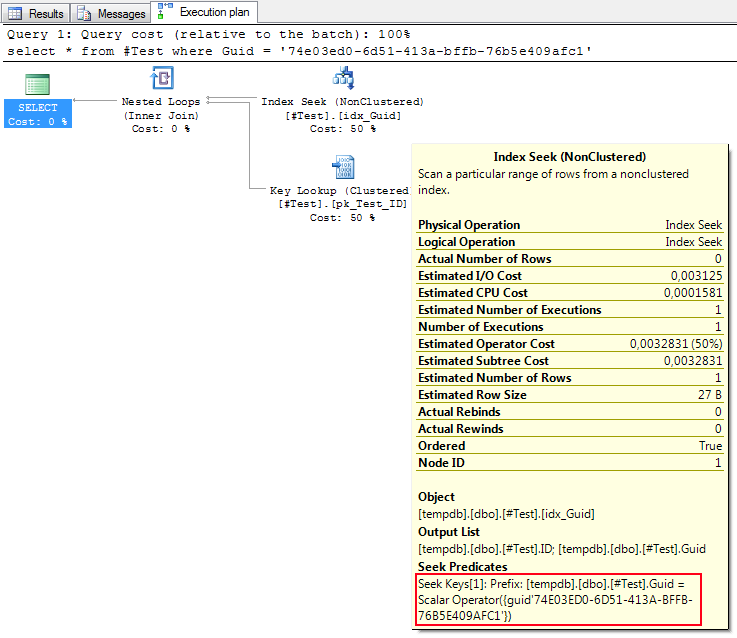 Results Messages Execution plan
Query 1: Query cost (relative to the batch): 100%
select * from #Test where Guid = '74e03ed0-6d51-413a-bffb-76b5e409afc1'
SELECT
Cost: 0 %
Nested Loops
(Inner Join)
Cost: 0 %
Index Seek (NonClustered)
[#Test].[idx_Guid]
Cost: 50 %
Key Lookup (Clustered
[#Test].[pk_Test_ID]
Cost: 50 %
Index Seek (NonClustered)
Scan a particular range of rows from a nonclustered
index.
Physical Operation Index Seek
Logical Operation Index Seek
Actual Number of Rows 0
Estimated I/O Cost 0,003125
Estimated CPU Cost 0,0001581
Estimated Number of Executions 1
Number of Executions 1
Estimated Operator Cost 0,0032831 (50%)
Estimated Subtree Cost 0,0032831
Estimated Number of Rows 1
Estimated Row Size 27 B
Actual Rebinds 0
Actual Rewinds 0
Ordered True
Node ID 1
Object
[tempdb].[dbo].[#Test].[idx_Guid]
Output List
[tempdb].[dbo].[#Test].ID; [tempdb].[dbo].[#Test].Guid
Seek Predicates
Seek Keys[1]: Prefix: [tempdb].[dbo].[#Test].Guid =
Scalar Operator({guid'74E03ED0-6D51-413A-BFFB-
76B5E409AFC1'})